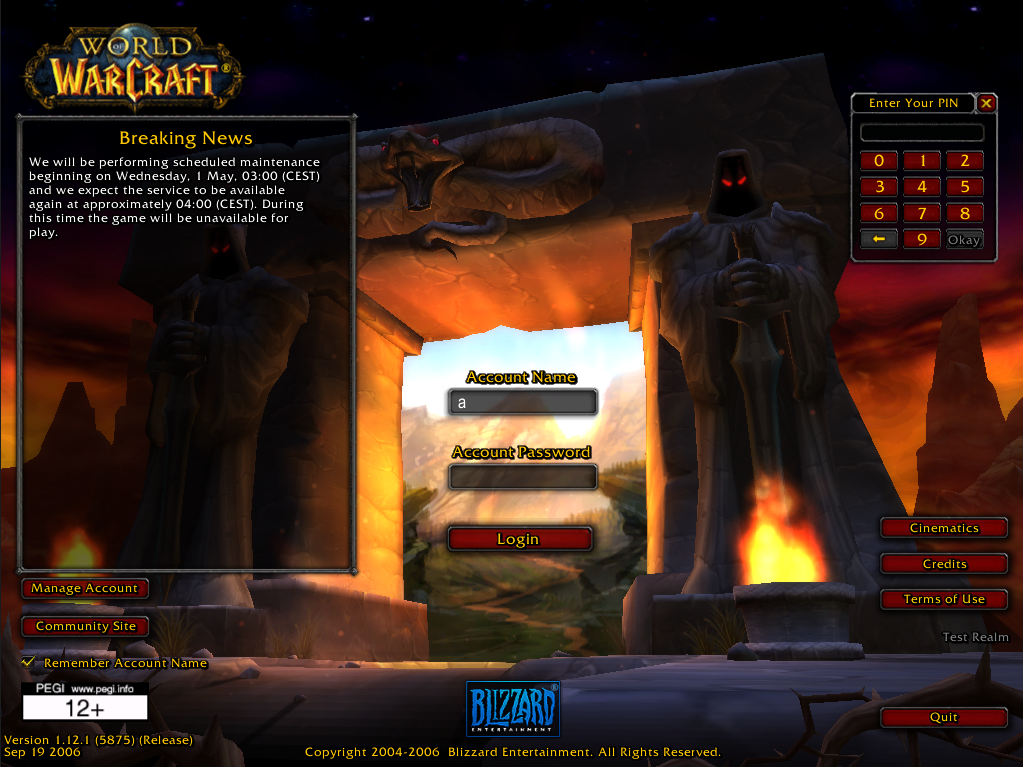 WORLD
OF
WARCRAFT®
Breaking News
We will be performing scheduled maintenance
beginning on Wednesday, 1 May, 03:00 (CEST)
and we expect the service to be available
again at approximately 04:00 (CEST). During
this time the game will be unavailable for
play.
Enter Your PIN
0 1 2
3 4 5
6 7 8
9 Okay
Account Name
a
Account Password
Login
Manage Account
Community Site
Remember Account Name
PEGI www.pegi.info
12+
Version 1.12.1 (5875) (Release)
Sep 19 2006
Cinematics
Credits
Terms of Use
Test Realm
Quit
BLIZZARD®
ENTERTAINMENT
Copyright 2004-2006 Blizzard Entertainment. All Rights Reserved.